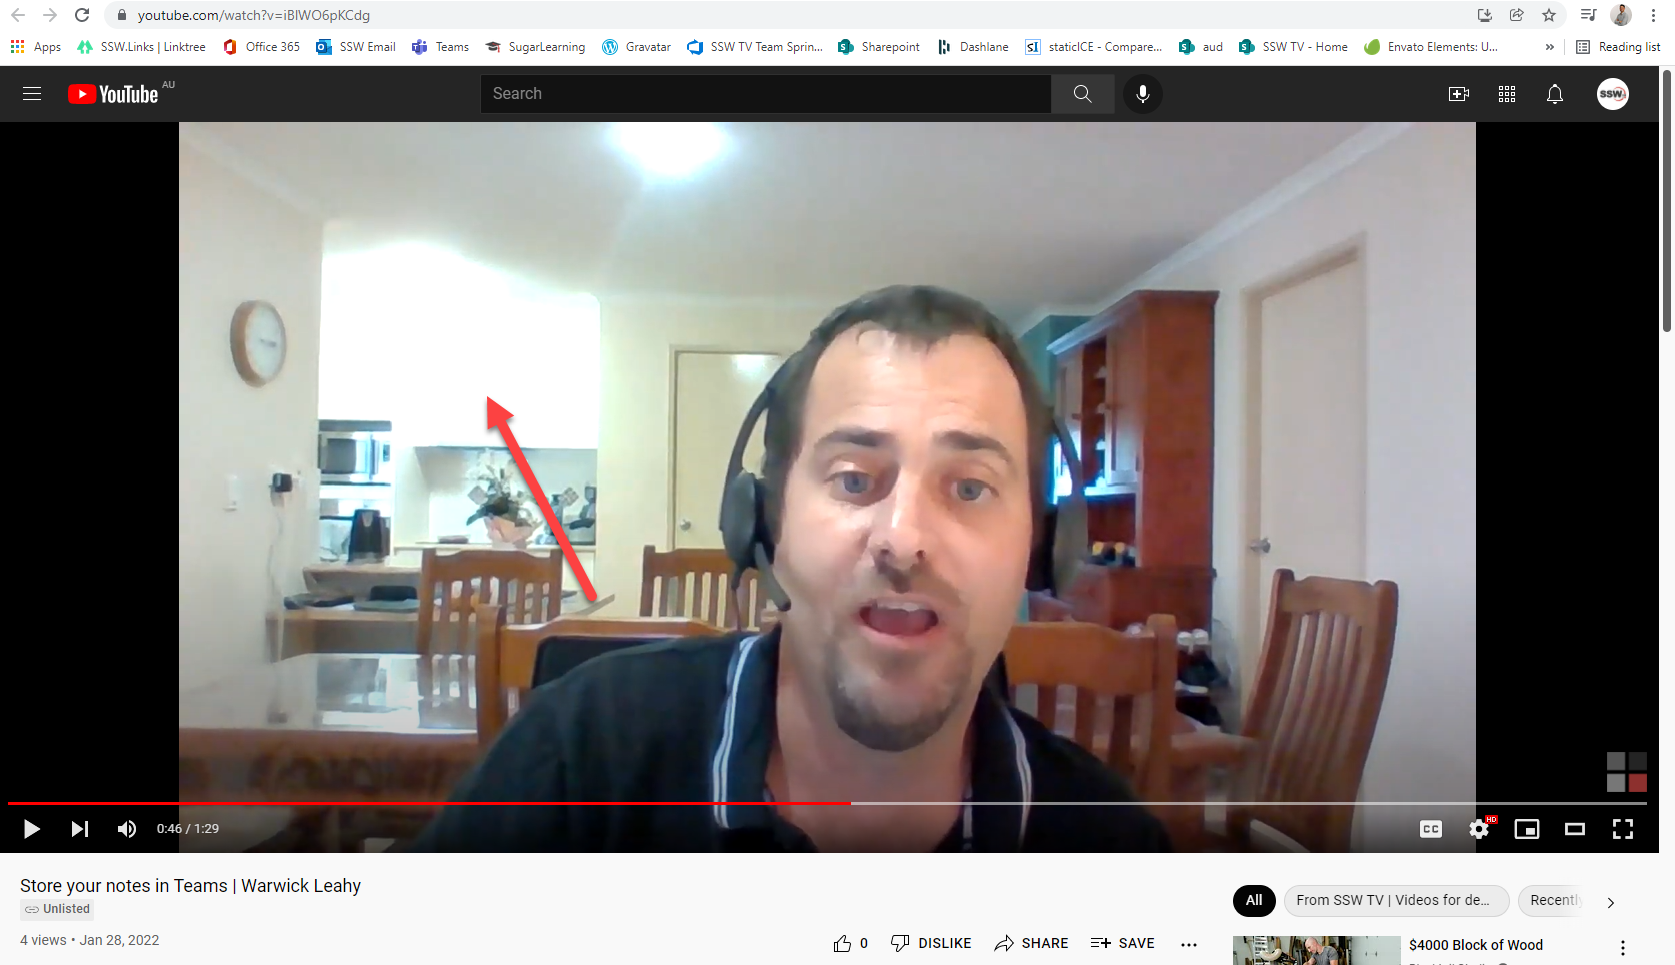 youtube.com/watch?v=iBlWO6pKCdg
Apps
SSW.Links | Linktree
Office 365
SSW Email
Teams
SugarLearning
Gravatar
SSW TV Team Sprin...
Sharepoint
Dashlane
staticICE - Compare...
aud
SSW TV - Home
Envato Elements: U...
»
Reading list
YouTube AU
Search
SSW
0:46 / 1:29
CC
HD
Store your notes in Teams | Warwick Leahy
Unlisted
4 views • Jan 28, 2022
0
DISLIKE
SHARE
SAVE
All
From SSW TV | Videos for de...
Recently
$4000 Block of Wood